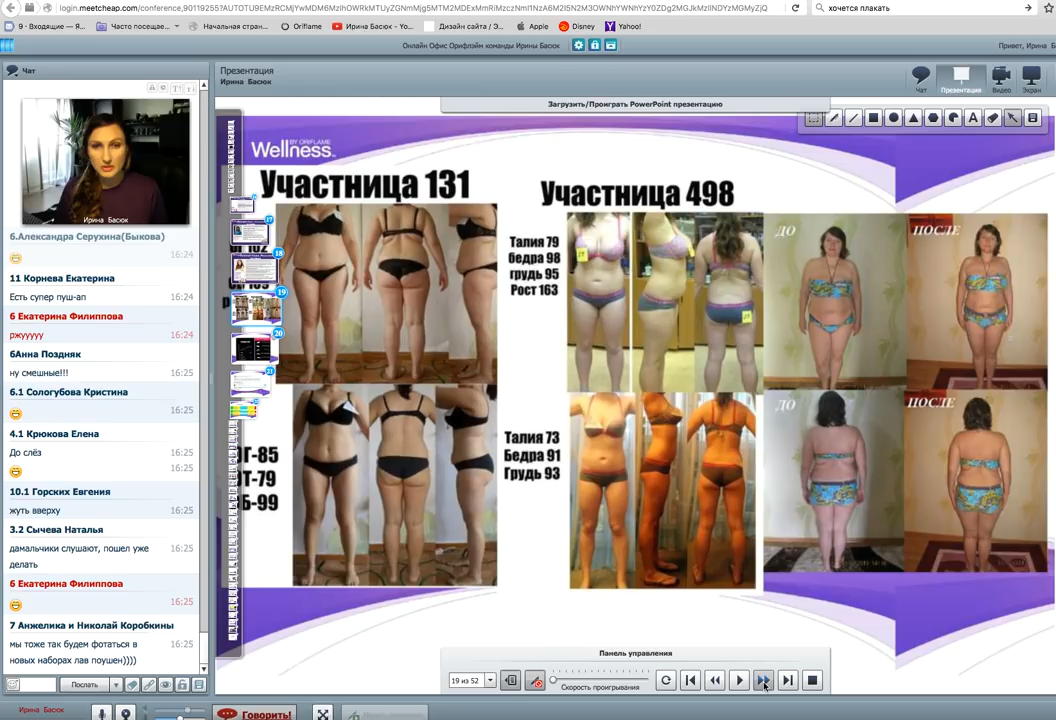 login.meetcheap.com/conference,90119255?AUTOTU9EMzRCMjYwMDM6MzlhOWRkMTUyZGNmMjg5MTM2MDExMmRiMzczNmI1NzA6M2I5N2M3OWNhYWNhYzY0ZDg2MGJkMzllNDYzMGMyZjQ
хочется плакать
9 - Входящие — Я...
Часто посещае...
Начальная стран...
Oriflame
Ирина Басюк - Yo...
Дизайн сайта / Э...
Apple
Disney
Yahoo!
Онлайн Офис Орифлэйм команды Ирины Басюк
Привет, Ирина Б
Чат
Ирина Басюк
6.Александра Серухина(Быкова)
16:24
11 Корнева Екатерина
Есть супер пуш-ап 16:24
6 Екатерина Филиппова
ржууууу 16:24
6Анна Поздняк
ну смешные!!! 16:25
6.1 Сологубова Кристина
16:25
4.1 Крюкова Елена
До слёз 16:25
16:25
10.1 Горских Евгения
жуть вверху 16:25
3.2 Сычева Наталья
дамальчики слушают, пошел уже 16:25
делать
6 Екатерина Филиппова
16:25
7 Анжелика и Николай Коробкины
мы тоже так будем фотаться в 16:25
новых наборах лав поушен))))
Послать
Ирина Басюк
Говорить!
Презентация
Ирина Басюк
Чат
Презентация
Видео
Экран
Загрузить/Проиграть PowerPoint презентацию
BY ORIFLAME
Wellness
Участница 131
Участница 498
Талия 79
бедра 98
грудь 95
Рост 163
ДО
ПОСЛЕ
ОГ-85
ОТ-79
ОБ-99
Талия 73
Бедра 91
Грудь 93
ДО
ПОСЛЕ
17
18
19
20
21
Панель управления
19 из 52
Скорость проигрывания